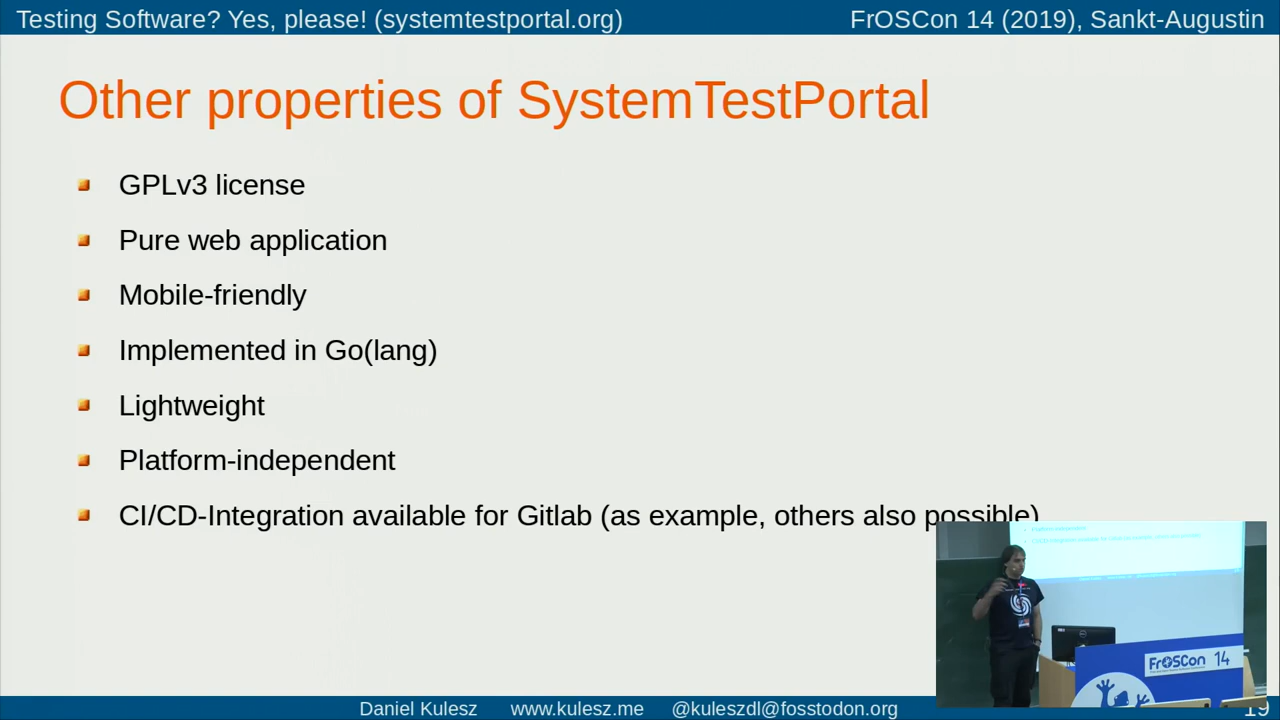 Testing Software? Yes, please! (systemtestportal.org)
FrOSCon 14 (2019), Sankt-Augustin
Other properties of SystemTestPortal
GPLv3 license
Pure web application
Mobile-friendly
Implemented in Go(lang)
Lightweight
Platform-independent
CI/CD-Integration available for Gitlab (as example, others also possible)
FrOSCon 14
Daniel Kulesz www.kulesz.me @kuleszdl@fosstodon.org
19